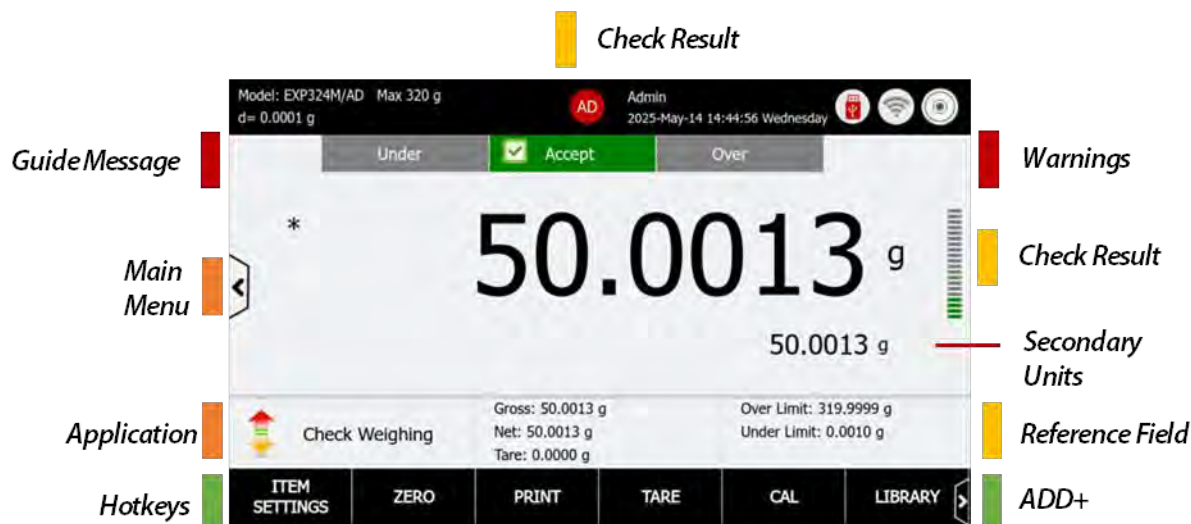 Check Result
Model: EXP324M/AD Max 320 g
d= 0.0001 g
AD
Admin
2025-May-14 14:44:56 Wednesday
Guide Message
Under
Accept
Over
Warnings
*
50.0013 g
Main
Menu
Check Result
50.0013 g
Secondary
Units
Application
Check Weighing
Gross: 50.0013 g
Net: 50.0013 g
Tare: 0.0000 g
Over Limit: 319.9999 g
Under Limit: 0.0010 g
Reference Field
Hotkeys
ITEM
SETTINGS
ZERO
PRINT
TARE
CAL
LIBRARY
ADD+